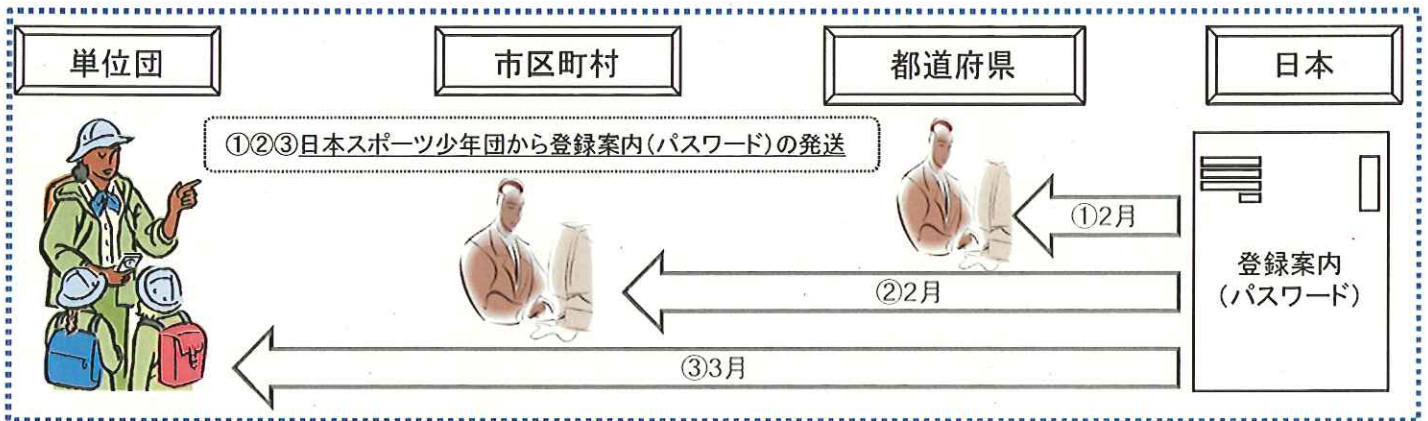 単位団
市区町村
都道府県
日本
①②③日本スポーツ少年団から登録案内(パスワード)の発送
①2月
②2月
③3月
登録案内
(パスワード)